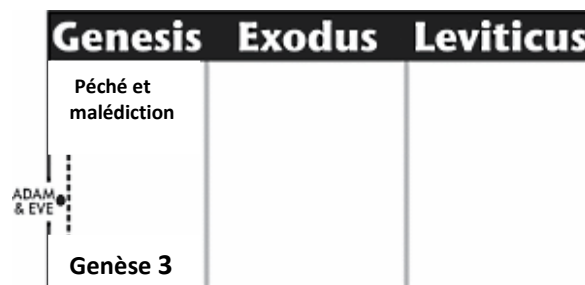 Genesis Exodus Leviticus
Péché et
malédiction
ADAM
& EVE
Genèse 3